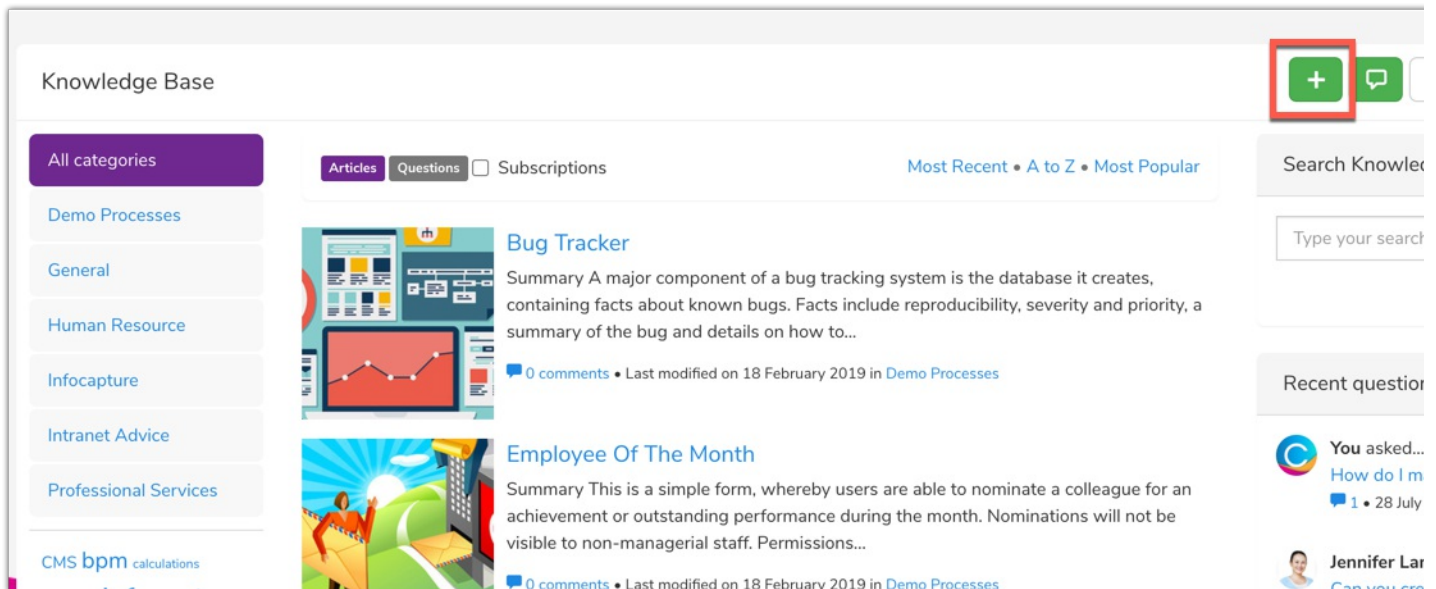 Knowledge Base
All categories
Demo Processes
General
Human Resource
Infocapture
Intranet Advice
Professional Services
CMS bpm calculations
Articles Questions Subscriptions
Most Recent • A to Z • Most Popular
Bug Tracker
Summary A major component of a bug tracking system is the database it creates,
containing facts about known bugs. Facts include reproducibility, severity and priority, a
summary of the bug and details on how to...
0 comments • Last modified on 18 February 2019 in Demo Processes
Employee Of The Month
Summary This is a simple form, whereby users are able to nominate a colleague for an
achievement or outstanding performance during the month. Nominations will not be
visible to non-managerial staff. Permissions...
0 comments • Last modified on 18 February 2019 in Demo Processes
Search
Type your search
Recent
You asked...
How do I
1 • 28 July
Jennifer
Can you